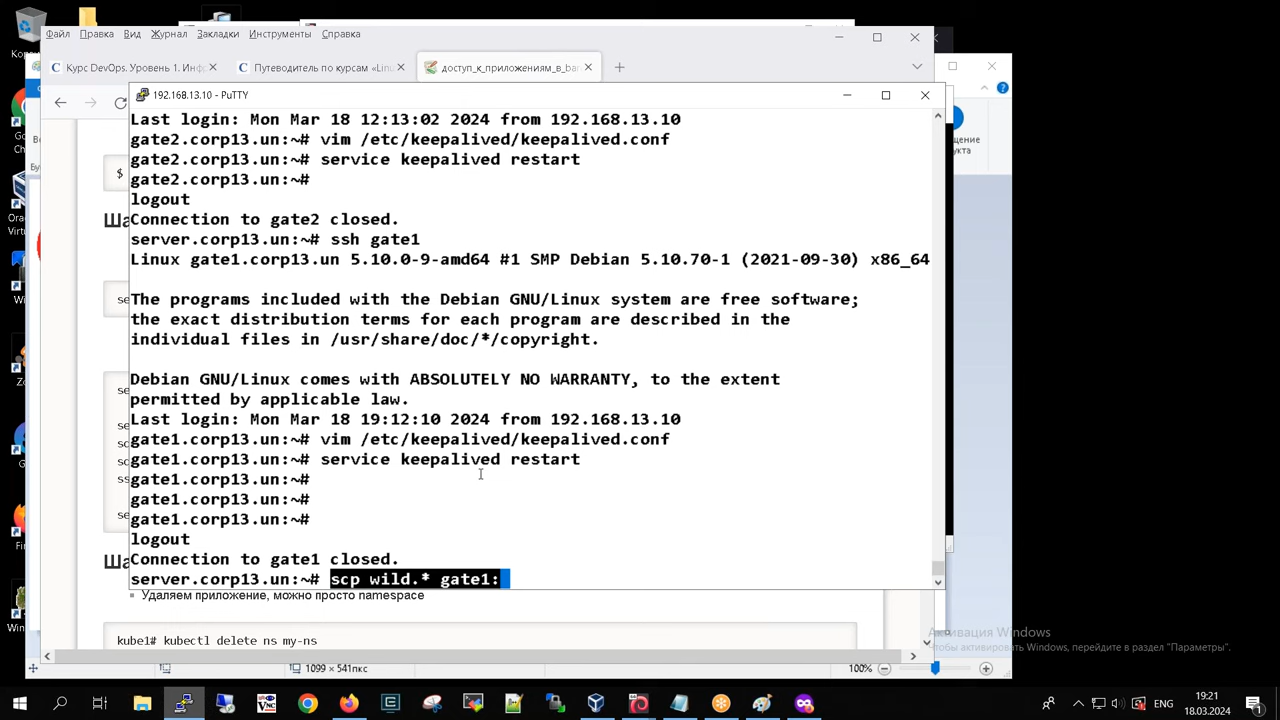 Файл Правка Вид Журнал Закладки Инструменты Справка
Курс DevOps. Уровень 1. Инф
Путеводитель по курсам «Linu
доступ_к_приложениям_в_bar
192.168.13.10 - PuTTY
Last login: Mon Mar 18 12:13:02 2024 from 192.168.13.10
gate2.corp13.un:~# vim /etc/keepalived/keepalived.conf
gate2.corp13.un:~# service keepalived restart
gate2.corp13.un:~#
logout
Connection to gate2 closed.
server.corp13.un:~# ssh gate1
Linux gate1.corp13.un 5.10.0-9-amd64 #1 SMP Debian 5.10.70-1 (2021-09-30) x86_64
The programs included with the Debian GNU/Linux system are free software;
the exact distribution terms for each program are described in the
individual files in /usr/share/doc/*/copyright.
Debian GNU/Linux comes with ABSOLUTELY NO WARRANTY, to the extent
permitted by applicable law.
Last login: Mon Mar 18 19:12:10 2024 from 192.168.13.10
gate1.corp13.un:~# vim /etc/keepalived/keepalived.conf
gate1.corp13.un:~# service keepalived restart
gate1.corp13.un:~#
gate1.corp13.un:~#
gate1.corp13.un:~#
logout
Connection to gate1 closed.
server.corp13.un:~# scp wild.* gate1:
Удаляем приложение, можно просто namespace
kube1# kubectl delete ns my-ns
Активация Windows
Чтобы активировать Windows, перейдите в раздел "Параметры".
1099 × 541пкс
100%
ENG
19:21
18.03.2024